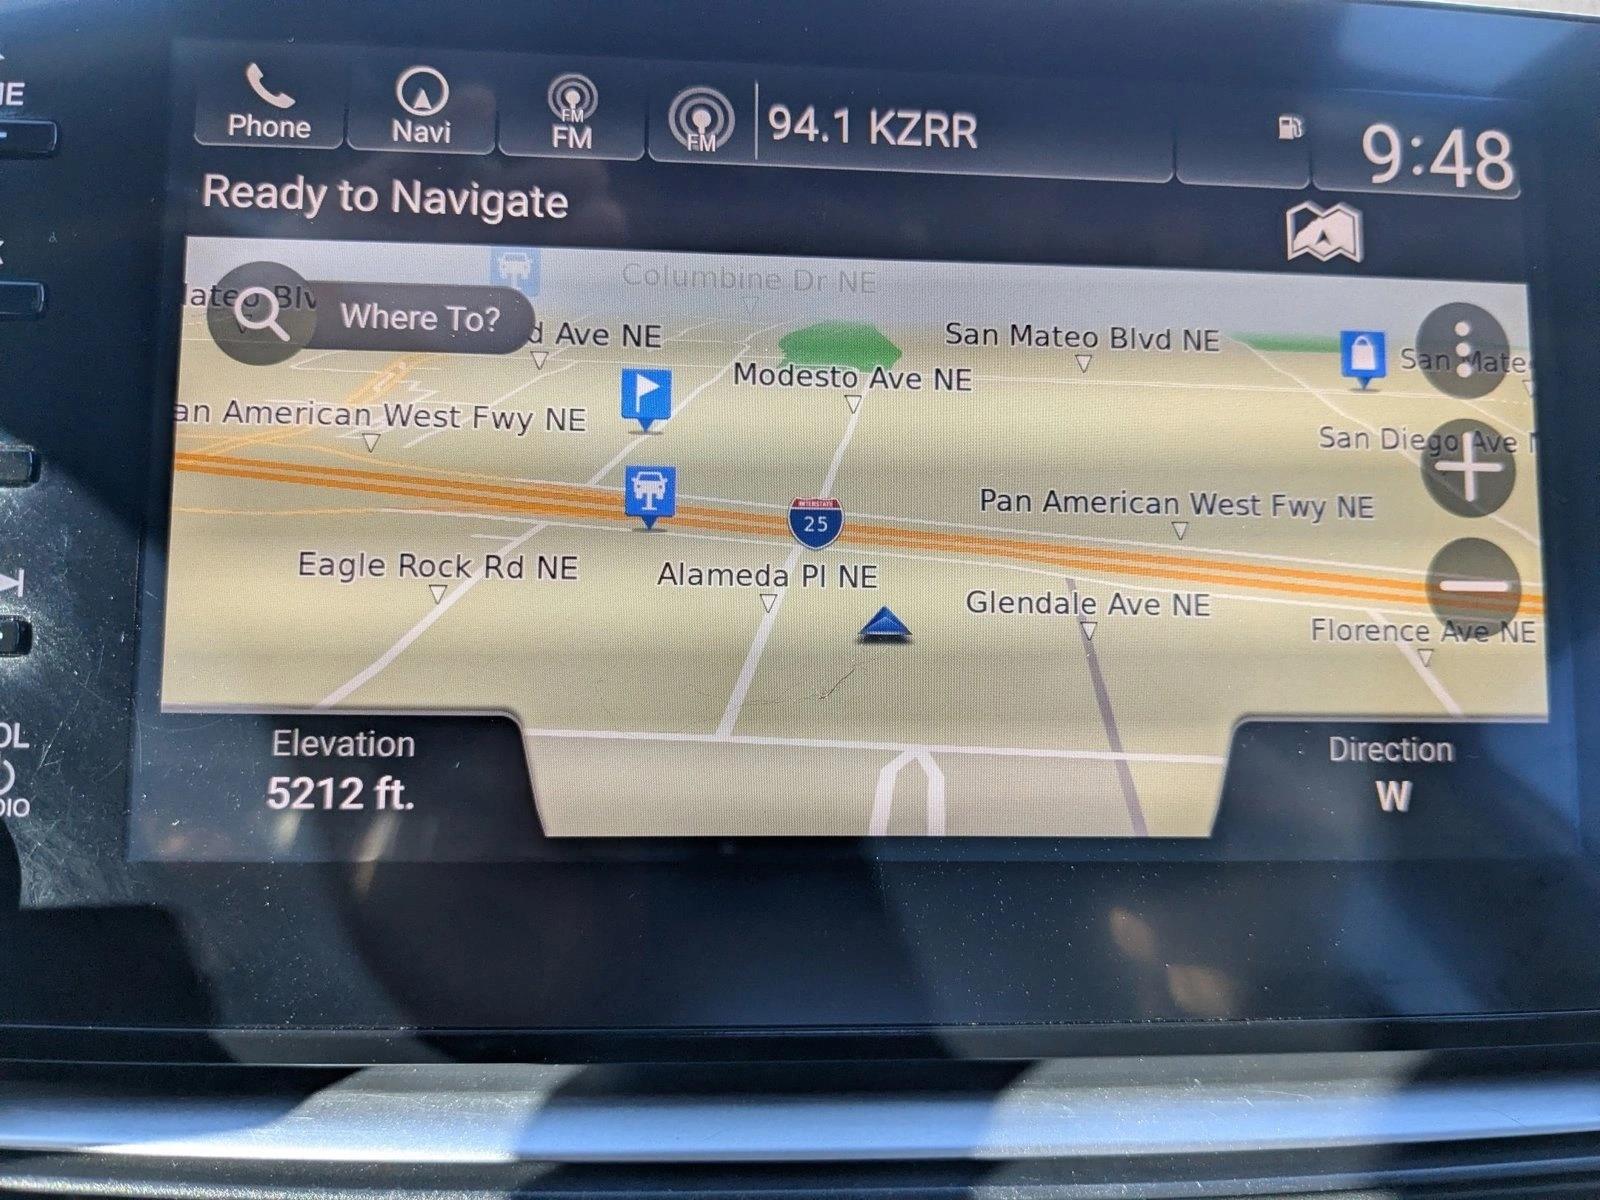 Phone
Navi
FM
FM
FM
94.1 KZRR
9:48
Ready to Navigate
Columbine Dr NE
Where To?
d Ave NE
San Mateo Blvd NE
San Mate
Modesto Ave NE
an American West Fwy NE
San Diego Ave
Pan American West Fwy NE
INTERSTATE
25
Eagle Rock Rd NE
Alameda Pl NE
Glendale Ave NE
Florence Ave NE
Elevation
5212 ft.
Direction
W